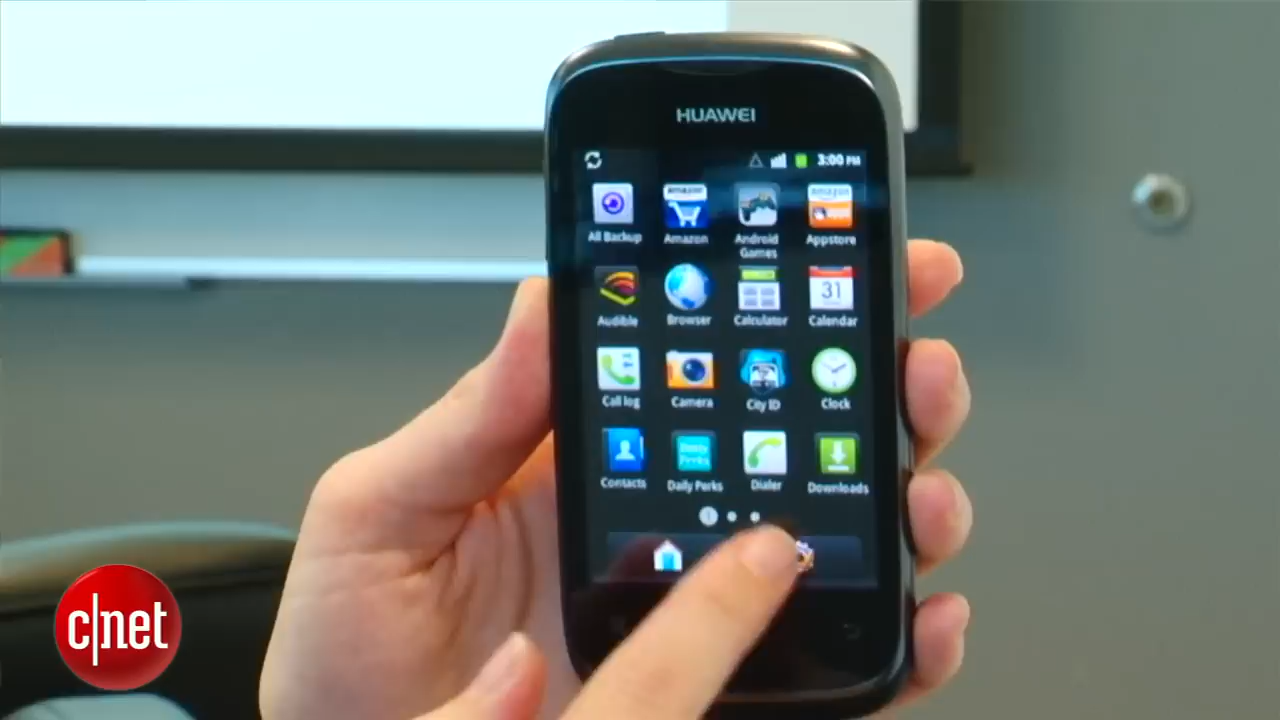 HUAWEI
3:00 PM
All Backup
amazon
Amazon
Android
Games
amazon
Appstore
Audible
Browser
Calculator
31
Calendar
Call log
Camera
City ID
Clock
Contacts
Daily Perks
Dialer
Downloads
1
c|net